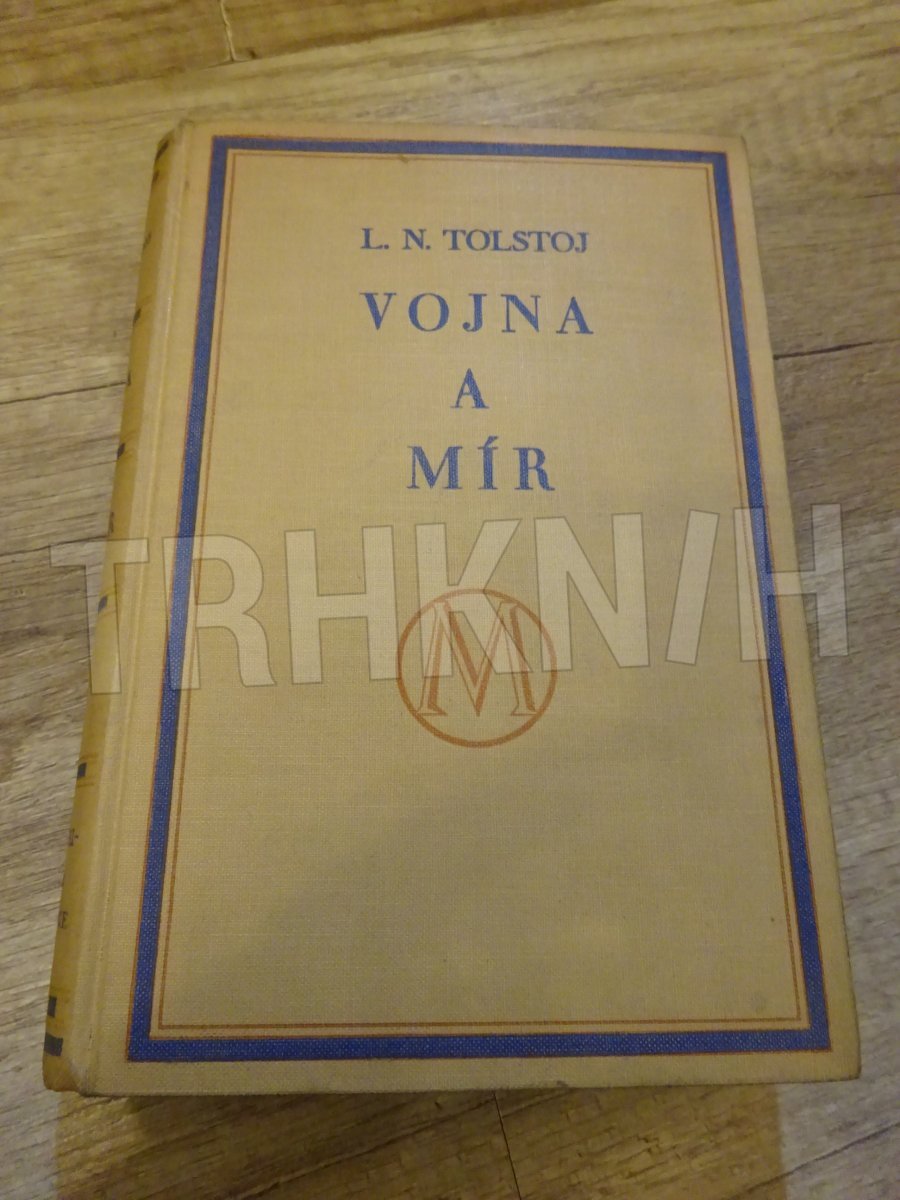 L. N. TOLSTOJ
VOJNA
A
MÍR
TRHKNIH
M